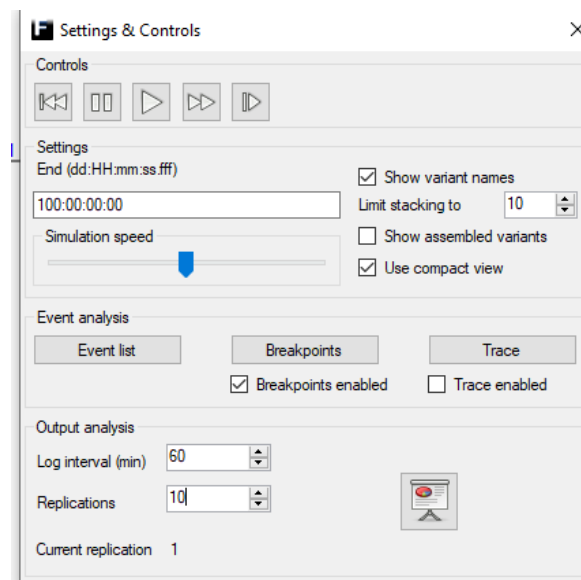 Settings & Controls
Controls
Settings
End (dd:HH:mm:ss.fff)
Show variant names
100:00:00:00
Limit stacking to 10
Simulation speed
Show assembled variants
Use compact view
Event analysis
Event list Breakpoints Trace
Breakpoints enabled Trace enabled
Output analysis
Log interval (min) 60
Replications 10
Current replication 1